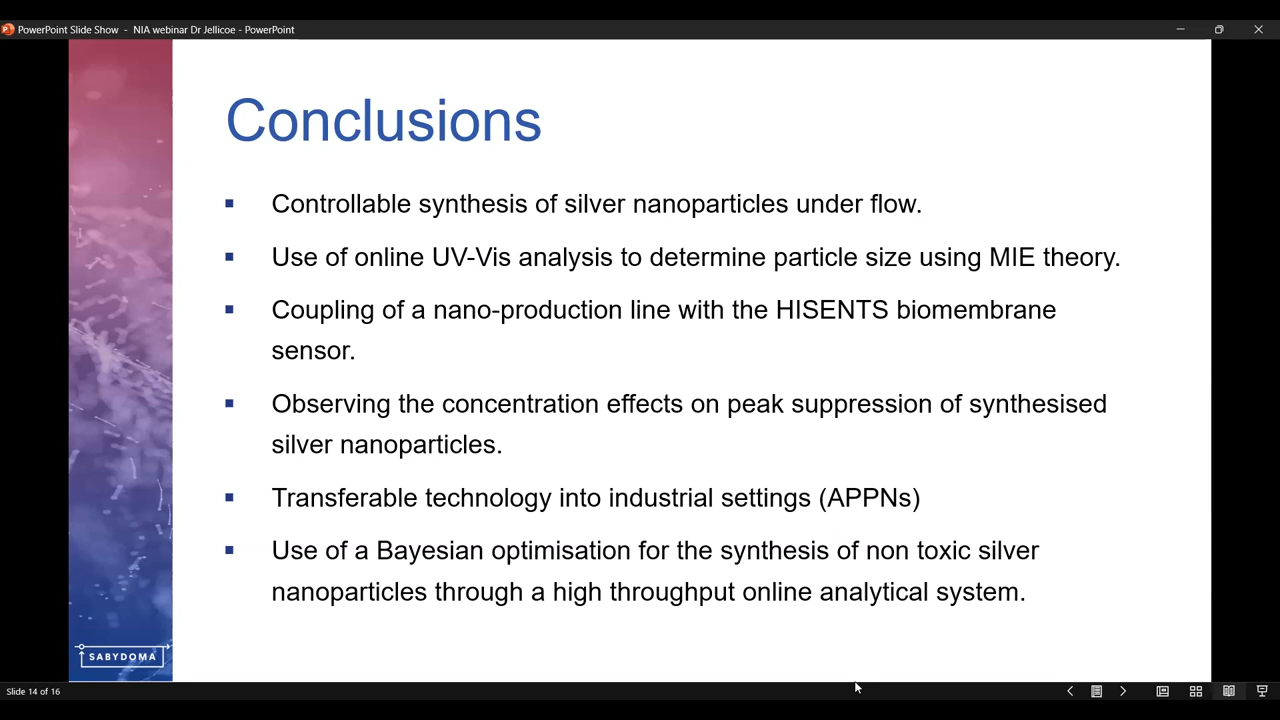 PowerPoint Slide Show - NIA webinar Dr Jellicoe - PowerPoint
Conclusions
▪ Controllable synthesis of silver nanoparticles under flow.
▪ Use of online UV-Vis analysis to determine particle size using MIE theory.
▪ Coupling of a nano-production line with the HISENTS biomembrane
sensor.
▪ Observing the concentration effects on peak suppression of synthesised
silver nanoparticles.
▪ Transferable technology into industrial settings (APPNs)
▪ Use of a Bayesian optimisation for the synthesis of non toxic silver
nanoparticles through a high throughput online analytical system.
SABYDOMA
Slide 14 of 16